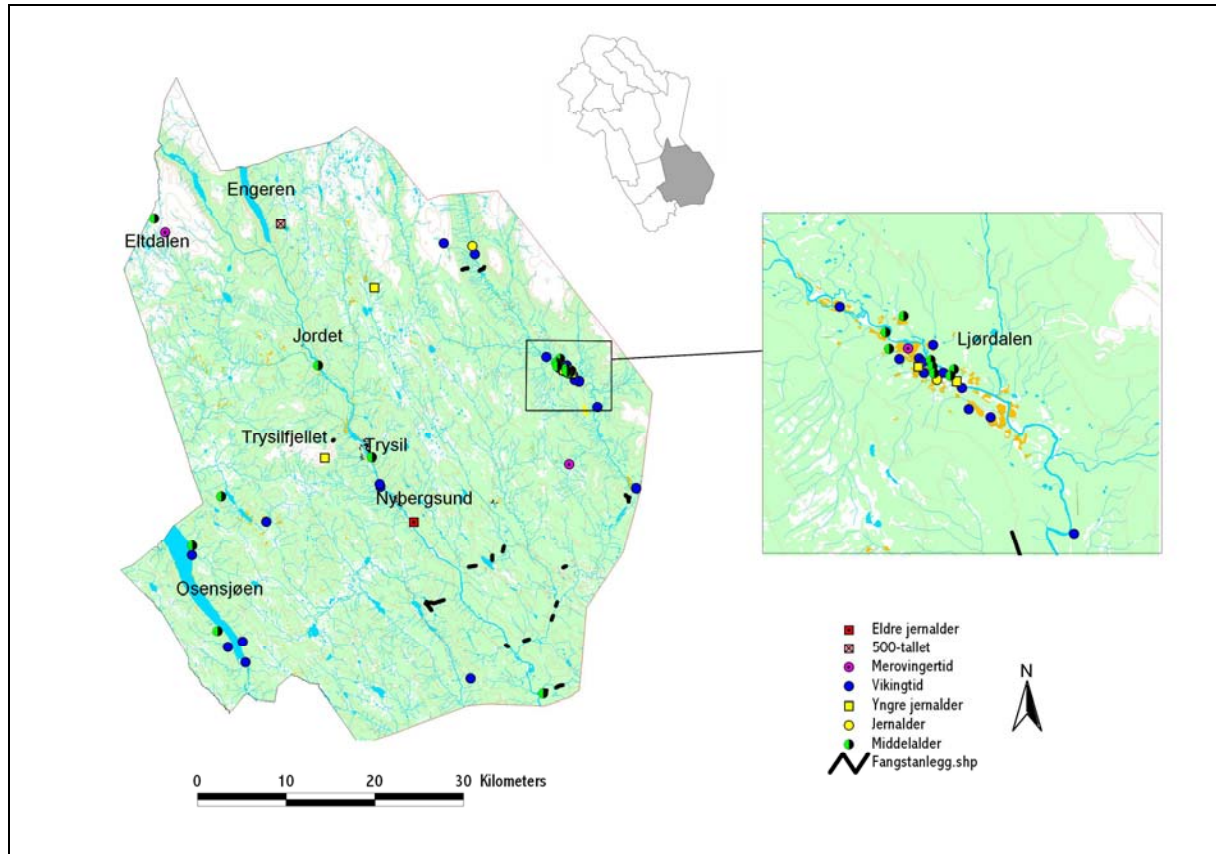 Engeren
Eltdalen
Jordet
Trysilfjellet
Trysil
Nybergsund
Osensjøen
Ljørdalen
Eldre jernalder
500-tallet
Merovingertid
Vikingtid
Yngre jernalder
Jernalder
Middelalder
Fangstanlegg.shp
N
0 10 20 30 Kilometers